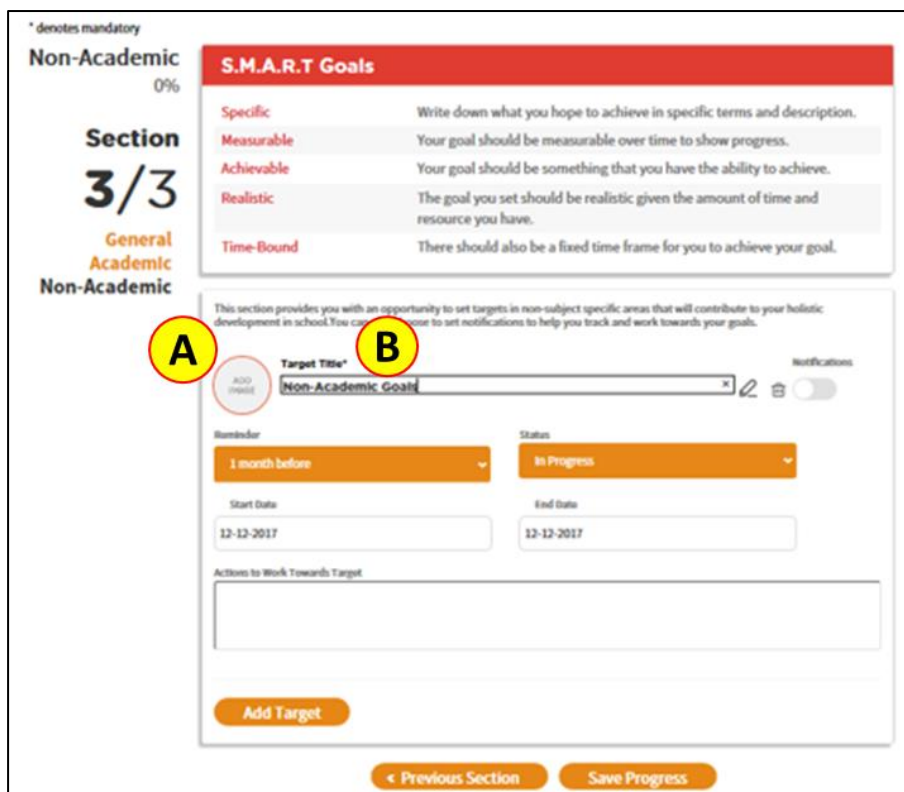 * denotes mandatory
Non-Academic
0%
Section
3/3
General
Academic
Non-Academic
S.M.A.R.T Goals
Specific Write down what you hope to achieve in specific terms and description.
Measurable Your goal should be measurable over time to show progress.
Achievable Your goal should be something that you have the ability to achieve.
Realistic The goal you set should be realistic given the amount of time and
resource you have.
Time-Bound There should also be a fixed time frame for you to achieve your goal.
This section provides you with an opportunity to set targets in non-subject specific areas that will contribute to your holistic
development in school.You can choose to set notifications to help you track and work towards your goals.
A
B
ADD
IMAGE
Target Title*
Notifications
Non-Academic Goals ×
Reminder Status
1 month before In Progress
Start Date End Date
12-12-2017 12-12-2017
Actions to Work Towards Target
Add Target
< Previous Section Save Progress